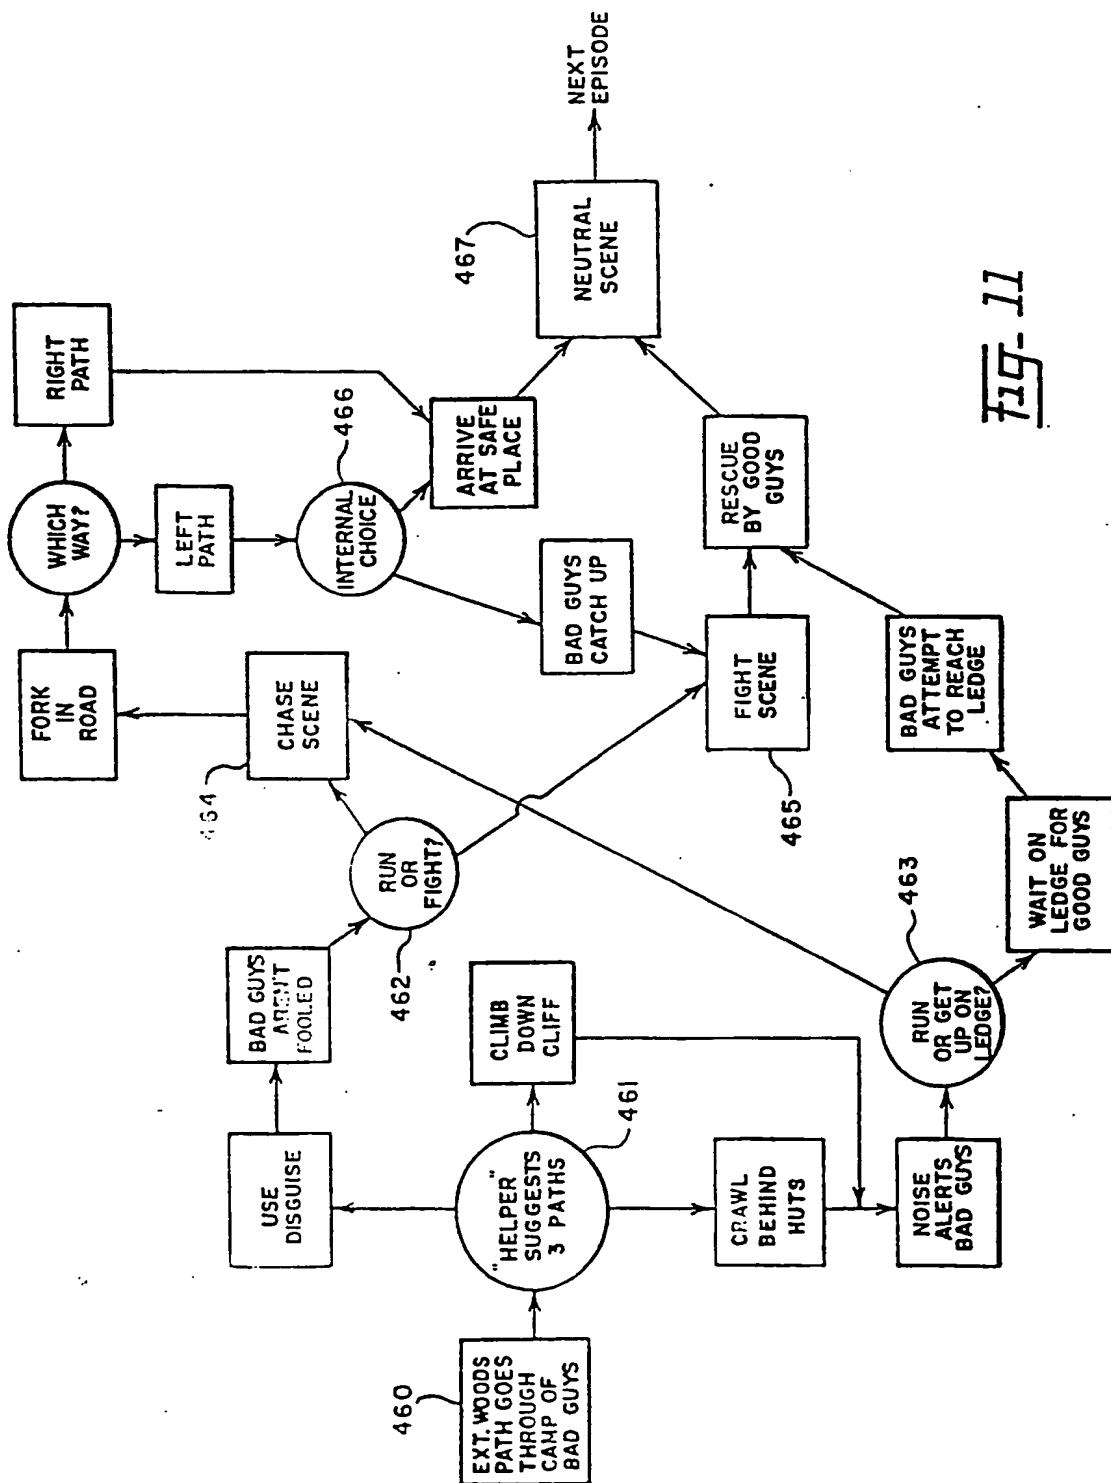 460
EXT. WOODS
PATH GOES
THROUGH
CAMP OF
BAD GUYS
"HELPER"
SUGGESTS
3 PATHS
461
USE
DISGUISE
BAD GUYS
AREN'T
FOOLED
CLIMB
DOWN
CLIFF
CRAWL
BEHIND
HUTS
NOISE
ALERTS
BAD GUYS
RUN
OR
FIGHT?
462
RUN
OR GET
UP ON
LEDGE?
463
464
CHASE
SCENE
FORK
IN
ROAD
WHICH
WAY?
RIGHT
PATH
LEFT
PATH
INTERNAL
CHOICE
466
BAD GUYS
CATCH UP
ARRIVE
AT SAFE
PLACE
FIGHT
SCENE
465
WAIT ON
LEDGE FOR
GOOD GUYS
BAD GUYS
ATTEMPT
TO REACH
LEDGE
RESCUE
BY GOOD
GUYS
467
NEUTRAL
SCENE
NEXT
EPISODE
Fig- 11